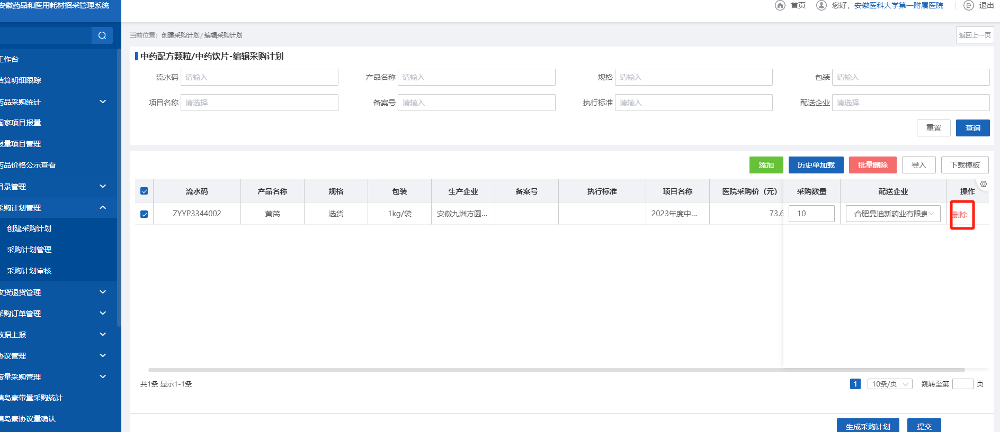 安徽药品和医用耗材招采管理系统
首页
您好，安徽医科大学第一附属医院
退出
当前位置：创建采购计划/编辑采购计划
返回上一页
工作台
结算明细跟踪
药品采购统计
国家项目报量
报量项目管理
药品价格公示查看
目录管理
采购计划管理
创建采购计划
采购计划管理
采购计划审核
收货退货管理
采购订单管理
数据上报
协议管理
带量采购管理
胰岛素带量采购统计
胰岛素协议量确认
中药配方颗粒/中药饮片-编辑采购计划
流水码 请输入 产品名称 请输入 规格 请输入 包装 请输入
项目名称 请选择 备案号 请输入 执行标准 请输入 配送企业 请选择
重置 查询
添加 历史单加载 批量删除 导入 下载模板
流水码 产品名称 规格 包装 生产企业 备案号 执行标准 项目名称 医院采购价（元） 采购数量 配送企业 操作
ZYYP3344002 黄芪 选货 1kg/袋 安徽九洲方圆... 2023年度中... 73.6 10 合肥曼迪新药业有限责 删除
共1条 显示1-1条
1 10条/页 跳转至第 页
生成采购计划 提交